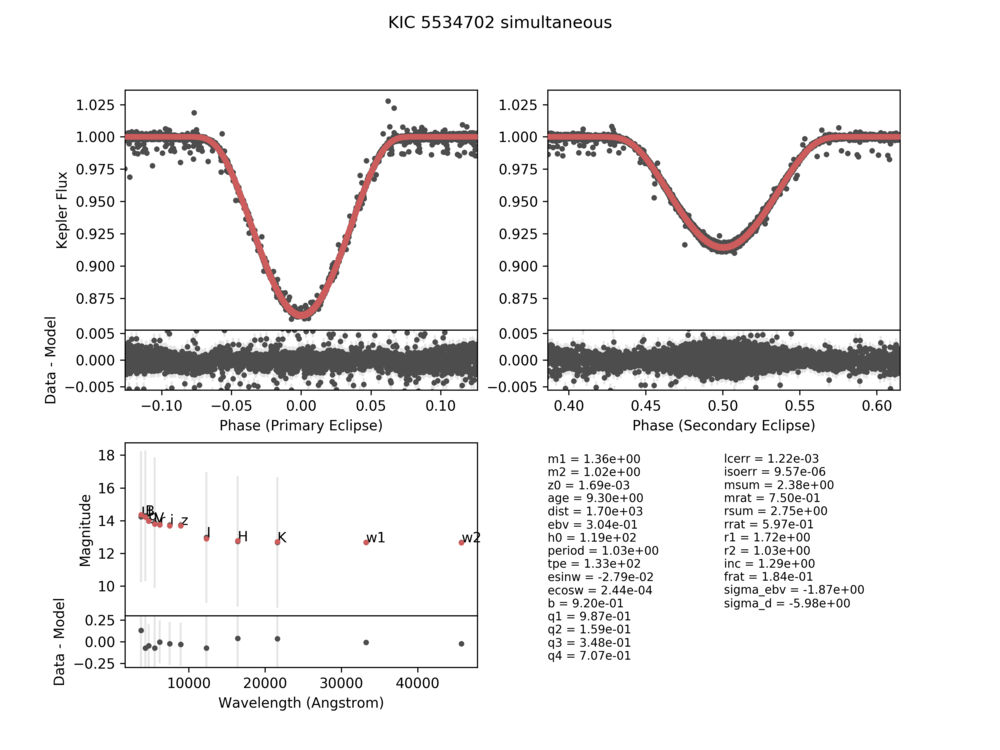 KIC 5534702 simultaneous
1.025
1.000
0.975
0.950
0.925
0.900
0.875
Kepler Flux
0.005
0.000
−0.005
Data - Model
−0.10 −0.05 0.00 0.05 0.10
Phase (Primary Eclipse)
1.025
1.000
0.975
0.950
0.925
0.900
0.875
0.005
0.000
−0.005
0.40 0.45 0.50 0.55 0.60
Phase (Secondary Eclipse)
18
16
14
12
10
Magnitude
B V r i z J H K w1 w2
0.25
0.00
−0.25
Data - Model
10000 20000 30000 40000
Wavelength (Angstrom)
m1 = 1.36e+00
m2 = 1.02e+00
z0 = 1.69e-03
age = 9.30e+00
dist = 1.70e+03
ebv = 3.04e-01
h0 = 1.19e+02
period = 1.03e+00
tpe = 1.33e+02
esinw = -2.79e-02
ecosw = 2.44e-04
b = 9.20e-01
q1 = 9.87e-01
q2 = 1.59e-01
q3 = 3.48e-01
q4 = 7.07e-01
lcerr = 1.22e-03
isoerr = 9.57e-06
msum = 2.38e+00
mrat = 7.50e-01
rsum = 2.75e+00
rrat = 5.97e-01
r1 = 1.72e+00
r2 = 1.03e+00
inc = 1.29e+00
frat = 1.84e-01
sigma_ebv = -1.87e+00
sigma_d = -5.98e+00